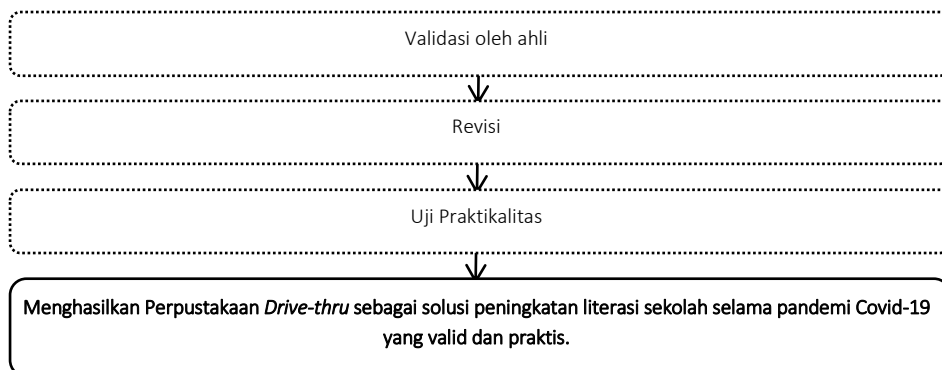 Validasi oleh ahli
Revisi
Uji Praktikalitas
Menghasilkan Perpustakaan Drive-thru sebagai solusi peningkatan literasi sekolah selama pandemi Covid-19
yang valid dan praktis.